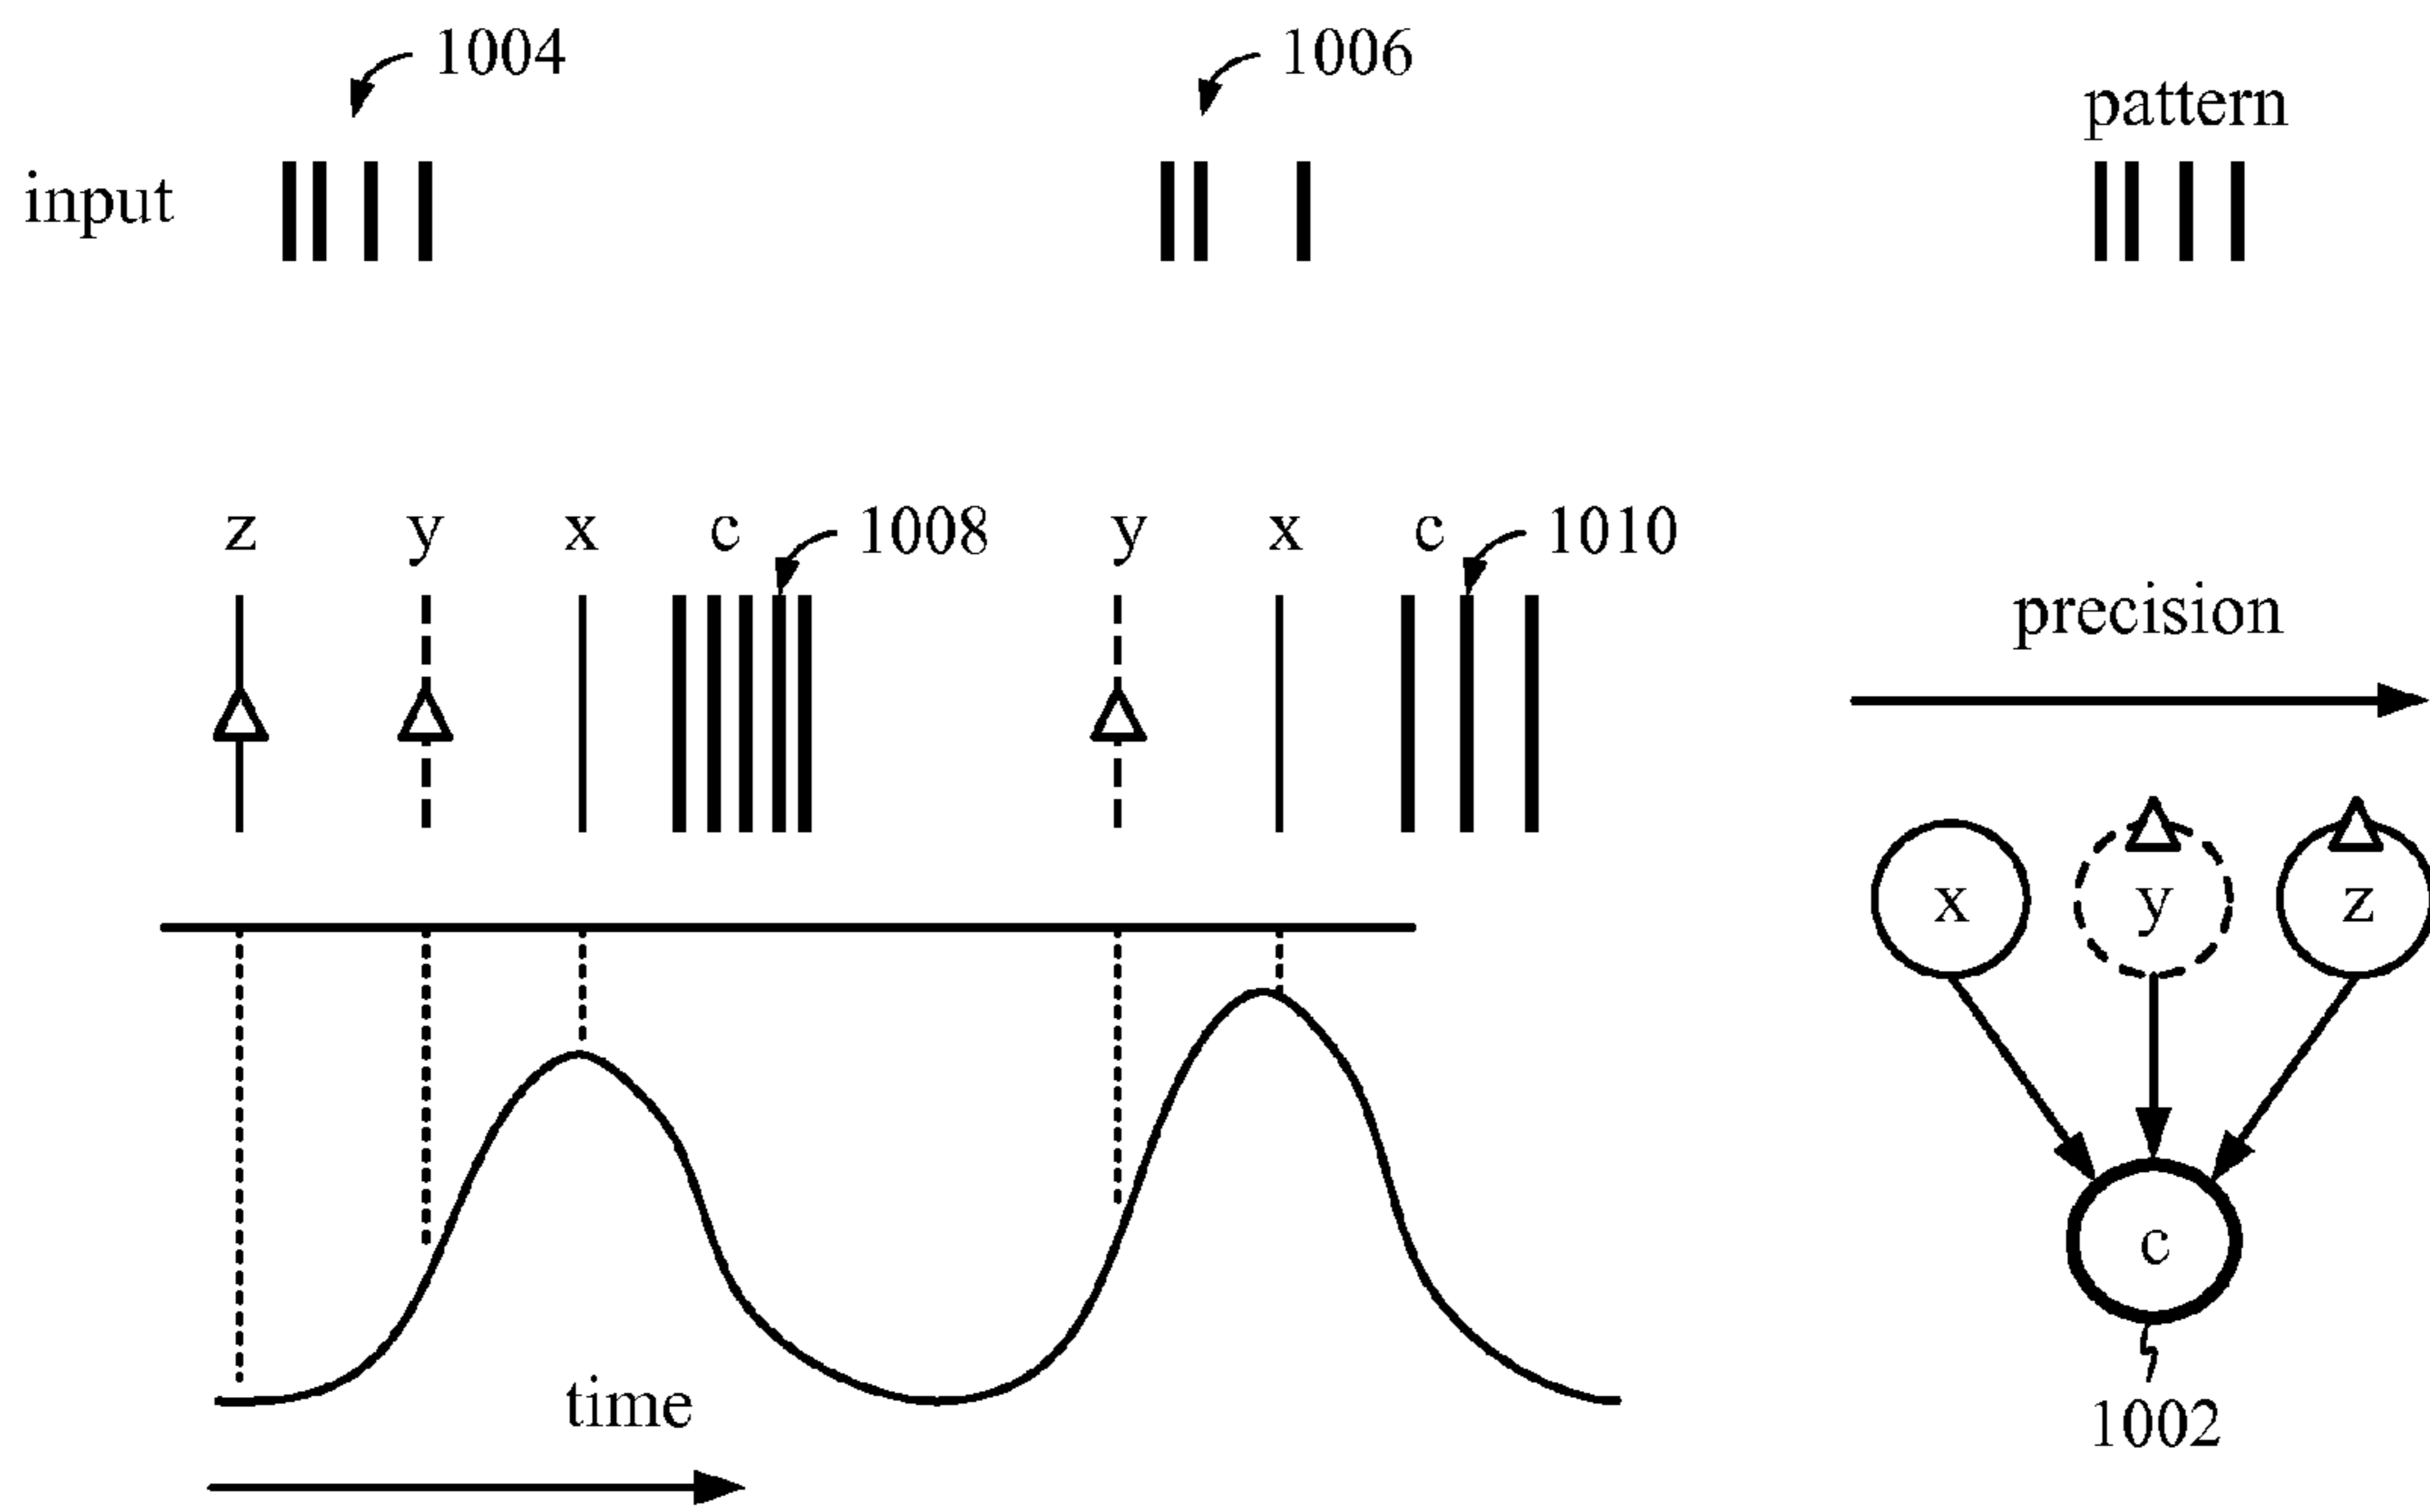 1004
1006
pattern
input
z y x c 1008 y x c 1010
precision
x y z
c
time
1002